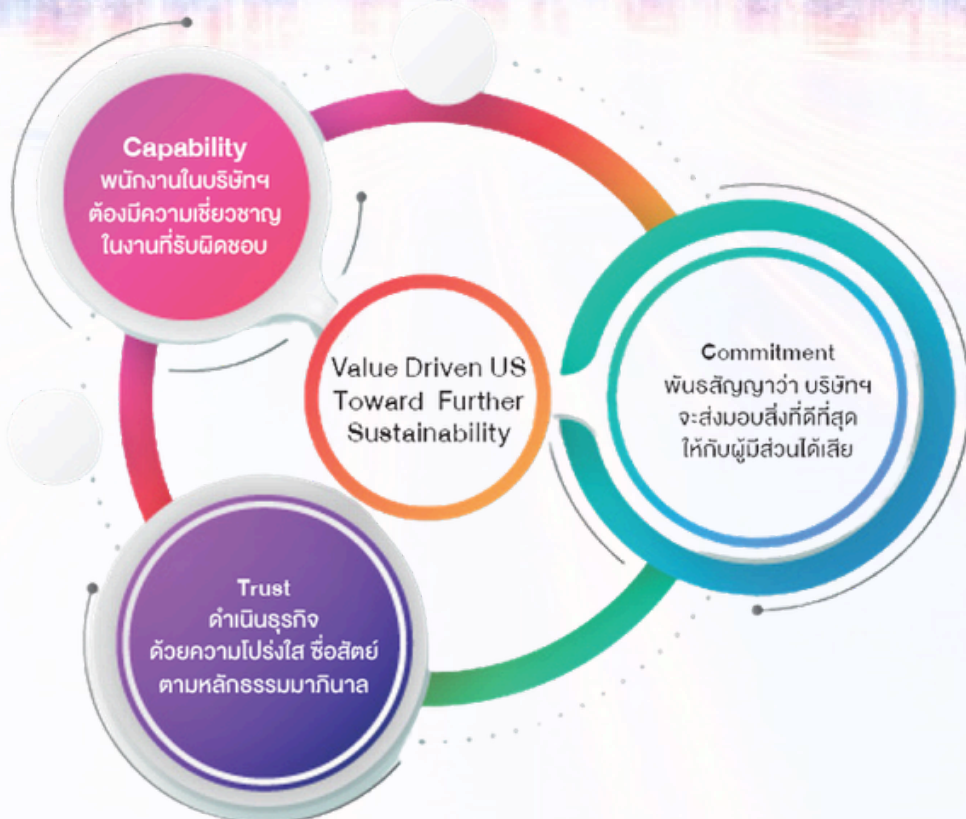 Capability
พนักงานในบริษัทฯ
ต้องมีความเชี่ยวชาญ
ในงานที่รับผิดชอบ
Value Driven US
Toward Further
Sustainability
Commitment
พันธสัญญาว่า บริษัทฯ
จะส่งมอบสิ่งที่ดีที่สุด
ให้กับผู้มีส่วนได้เสีย
Trust
ดำเนินธุรกิจ
ด้วยความโปร่งใส ซื่อสัตย์
ตามหลักธรรมมาภินาล